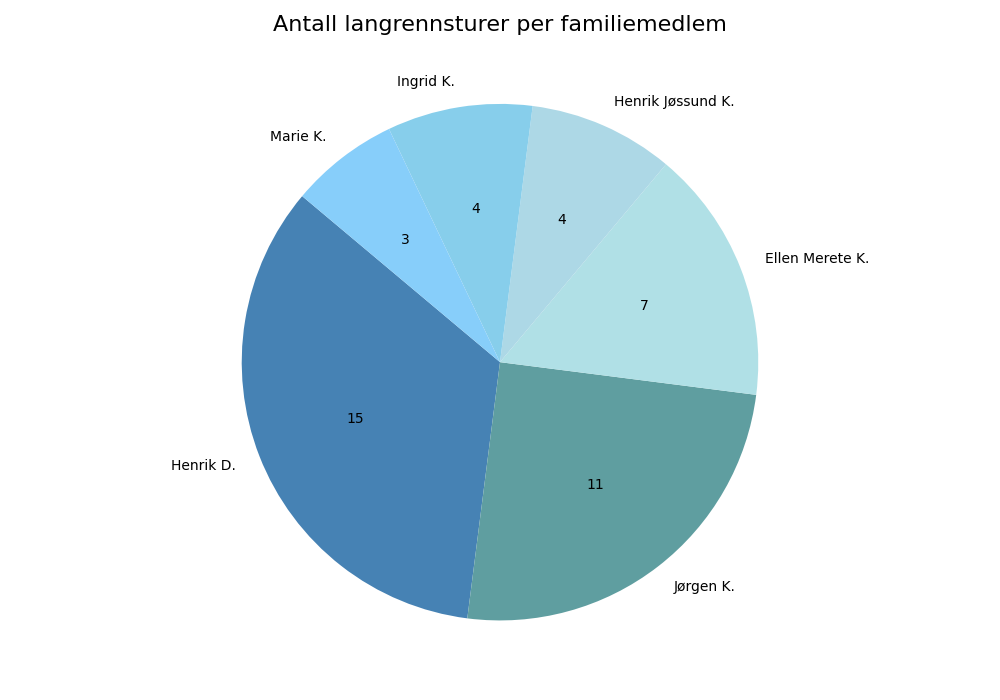 Antall langrennsturer per familiemedlem
Ingrid K.
Henrik Jøssund K.
Marie K.
4
4
3
Ellen Merete K.
7
15
Henrik D.
11
Jørgen K.